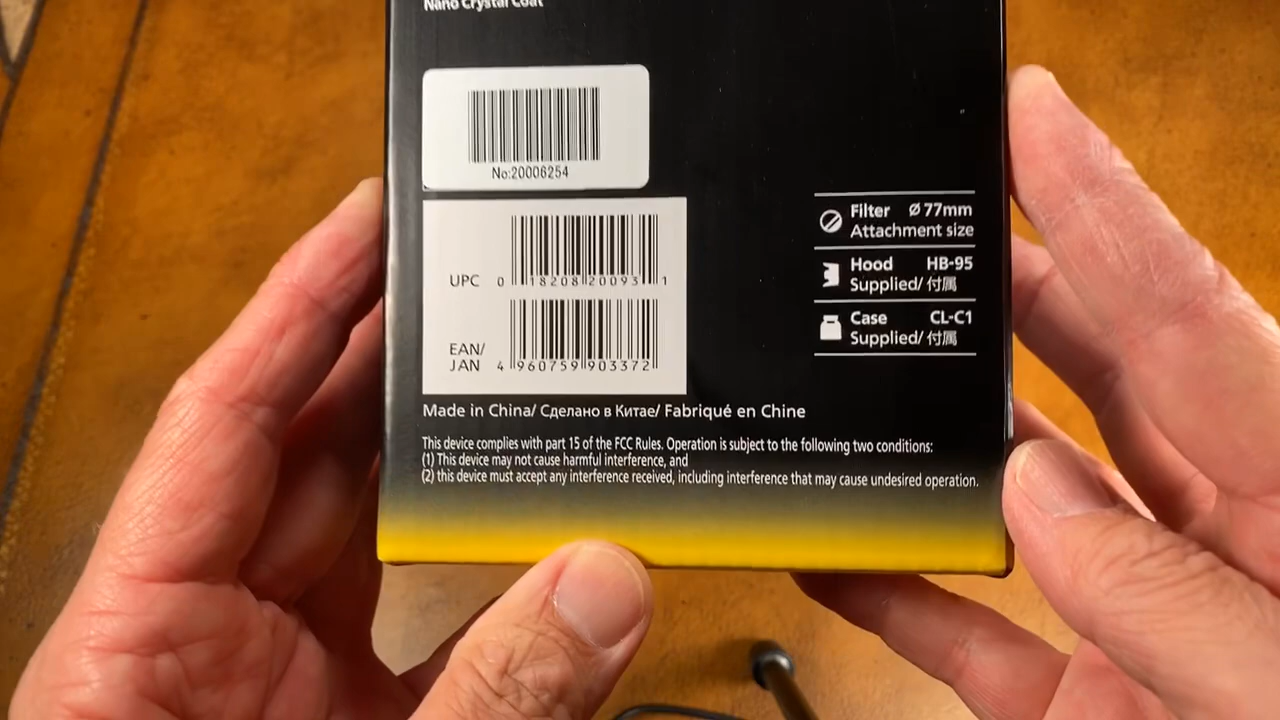 Nano Crystal Coat
No:20006254
UPC 0 18208 20093 1
EAN/
JAN 4 960759 903372
Filter Ø77mm
Attachment size
Hood HB-95
Supplied/付属
Case CL-C1
Supplied/付属
Made in China/ Сделано в Китае/ Fabriqué en Chine
This device complies with part 15 of the FCC Rules. Operation is subject to the following two conditions:
(1) This device may not cause harmful interference, and
(2) this device must accept any interference received, including interference that may cause undesired operation.